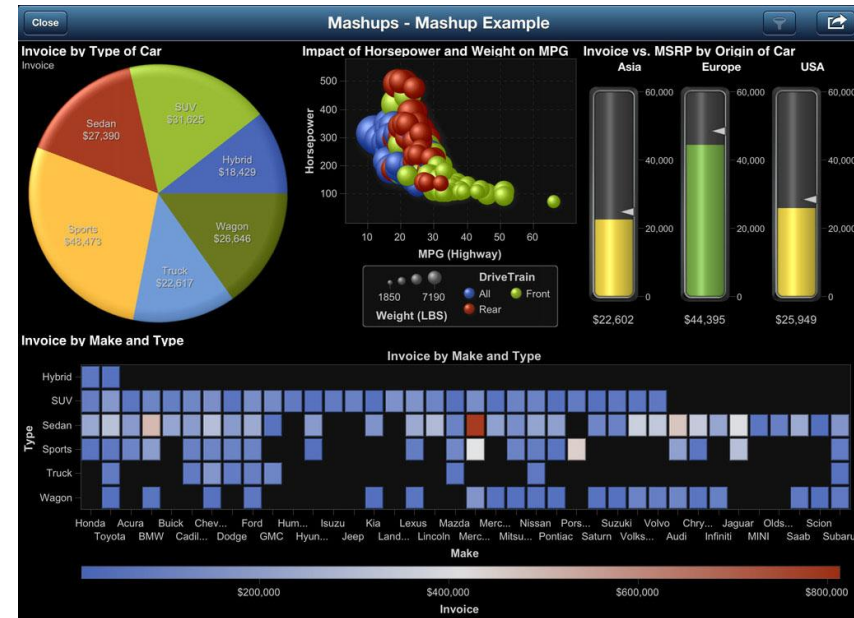 Close
Mashups - Mashup Example
Invoice by Type of Car
Invoice
SUV
$31,625
Sedan
$27,390
Hybrid
$18,429
Sports
$48,473
Wagon
$26,646
Truck
$22,617
Impact of Horsepower and Weight on MPG
Horsepower
500
400
300
200
100
10 20 30 40 50 60
MPG (Highway)
DriveTrain
1850 7190
All Front
Weight (LBS)
Rear
Invoice vs. MSRP by Origin of Car
Asia Europe USA
60,000 60,000 60,000
40,000 40,000 40,000
20,000 20,000 20,000
0 0 0
$22,602 $44,395 $25,949
Invoice by Make and Type
Invoice by Make and Type
Type
Hybrid
SUV
Sedan
Sports
Truck
Wagon
Honda Acura Buick Chev... Ford Hum... Isuzu Kia Lexus Mazda Merc... Nissan Pors... Suzuki Volvo Chry... Jaguar Olds... Scion
Toyota BMW Cadil... Dodge GMC Hyun... Jeep Land... Lincoln Merc... Mitsu... Pontiac Saturn Volks... Audi Infiniti MINI Saab Subaru
Make
$200,000 $400,000 $600,000 $800,000
Invoice